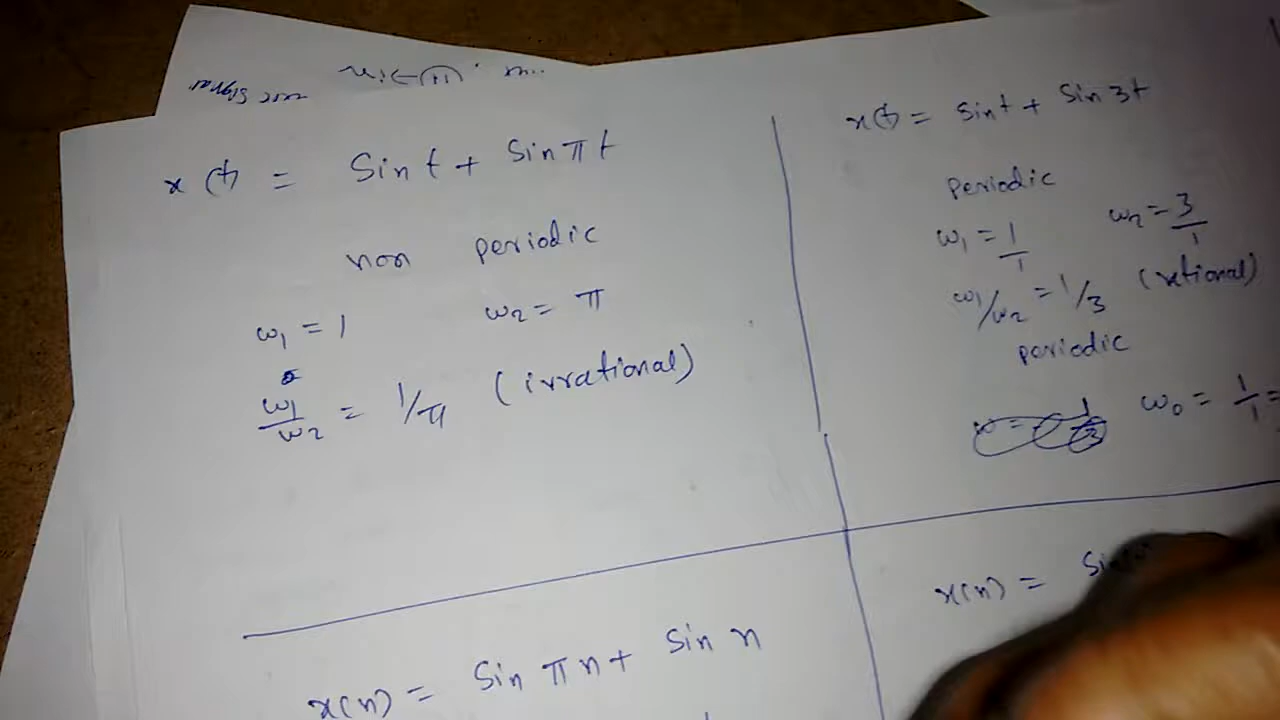 x(t) = Sin t + Sin π t
non periodic
ω1 = 1 ω2 = π
ω1/ω2 = 1/π (irrational)
x(t) = Sin t + Sin 3t
Periodic
ω1 = 1/1 ω2 = 3/1
ω1/ω2 = 1/3 (rational)
periodic
ω0 = 1/1 =
x(n) = Sin π n + Sin n
x(n) =